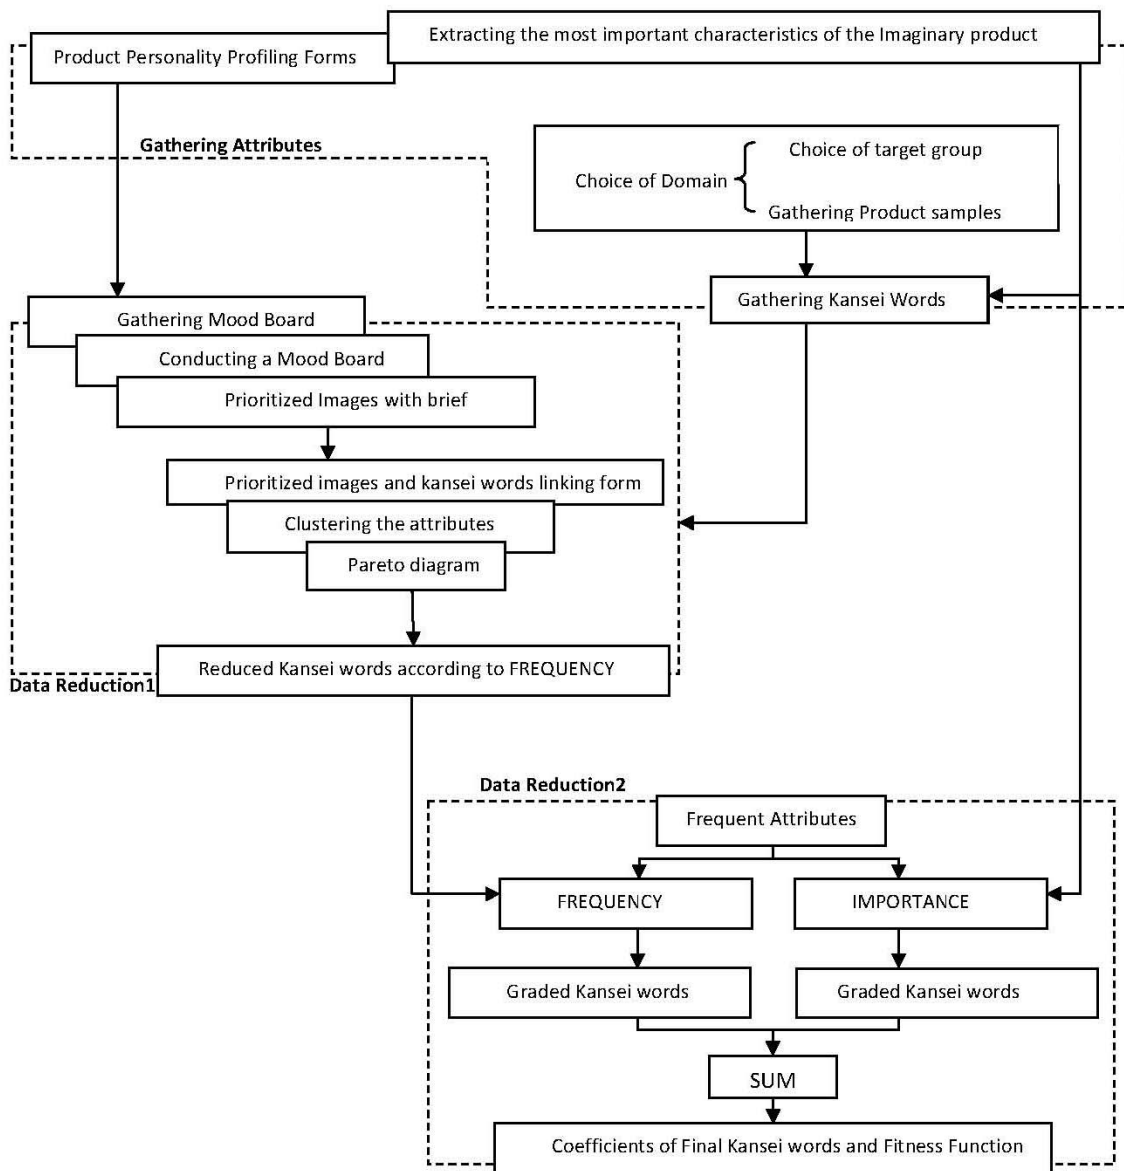 Extracting the most important characteristics of the Imaginary product
Product Personality Profiling Forms
Gathering Attributes
Choice of target group
Choice of Domain
Gathering Product samples
Gathering Kansei Words
Gathering Mood Board
Conducting a Mood Board
Prioritized Images with brief
Prioritized images and kansei words linking form
Clustering the attributes
Pareto diagram
Reduced Kansei words according to FREQUENCY
Data Reduction1
Data Reduction2
Frequent Attributes
FREQUENCY
IMPORTANCE
Graded Kansei words
Graded Kansei words
SUM
Coefficients of Final Kansei words and Fitness Function